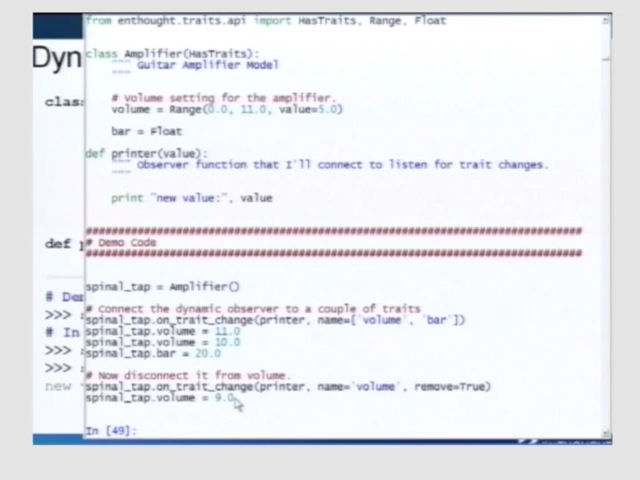 from enthought.traits.api import HasTraits, Range, Float
Dyn
class Amplifier(HasTraits):
""" Guitar Amplifier Model
"""
class
# Volume setting for the amplifier.
volume = Range(0.0, 11.0, value=5.0)
bar = Float
def printer(value):
""" Observer function that I'll connect to listen for trait changes.
"""
print "new value:", value
##############################################################################
def
# Demo Code
##############################################################################
spinal_tap = Amplifier()
# De
# Connect the dynamic observer to a couple of traits
>>>
spinal_tap.on_trait_change(printer, name=['volume', 'bar'])
# In
spinal_tap.volume = 11.0
spinal_tap.volume = 10.0
>>>
spinal_tap.bar = 20.0
>>>
# Now disconnect it from volume.
new
spinal_tap.on_trait_change(printer, name='volume', remove=True)
spinal_tap.volume = 9.0
In [49]: